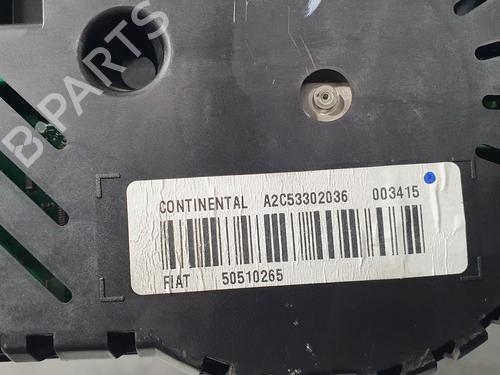 B-PARTS
CONTINENTAL A2C53302036 003415
FIAT 50510265